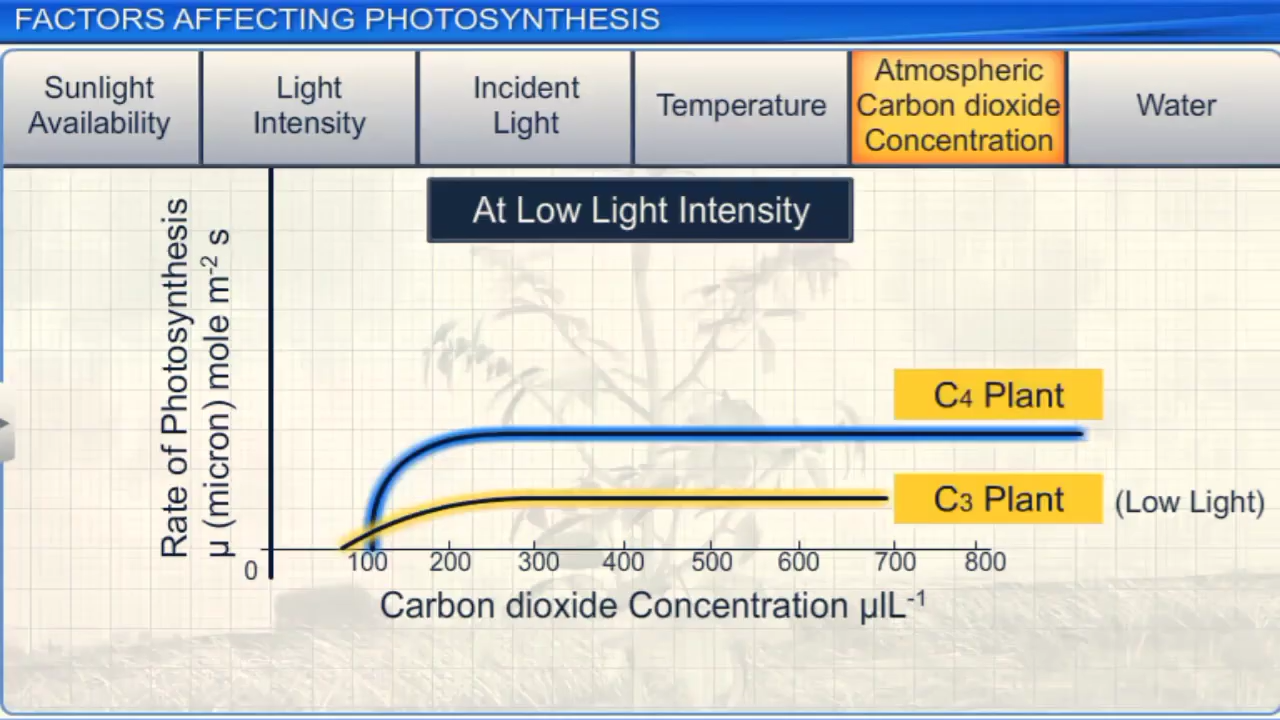 FACTORS AFFECTING PHOTOSYNTHESIS
Sunlight
Availability
Light
Intensity
Incident
Light
Temperature
Atmospheric
Carbon dioxide
Concentration
Water
At Low Light Intensity
Rate of Photosynthesis
µ (micron) mole m⁻² s
C₄ Plant
C₃ Plant
(Low Light)
0
100 200 300 400 500 600 700 800
Carbon dioxide Concentration µlL⁻¹